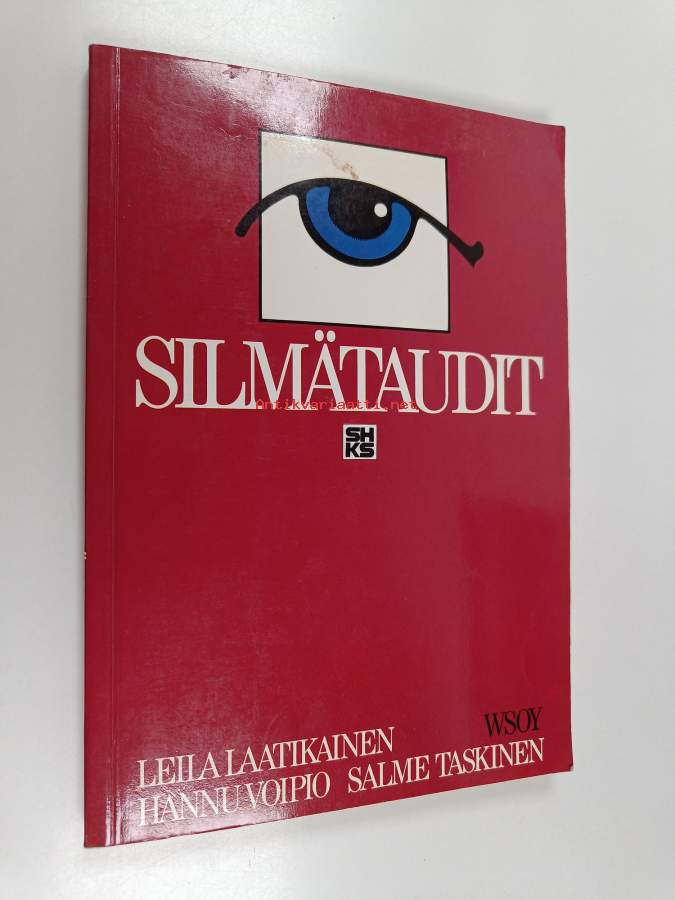 SILMÄTAUDIT
Antikvariaatti.net
SH
KS
WSOY
LEILA LAATIKAINEN
HANNU VOIPIO SALME TASKINEN